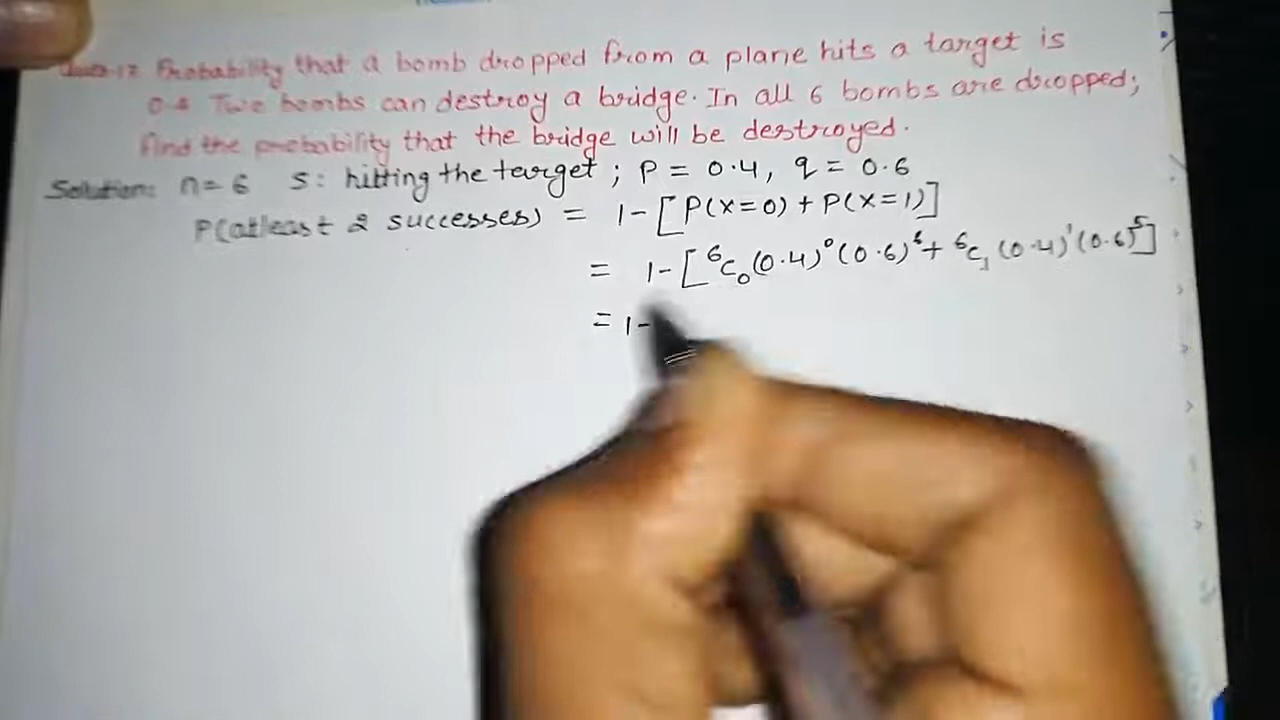 Ques-12 Probability that a bomb dropped from a plane hits a target is
0.4 Two bombs can destroy a bridge. In all 6 bombs are dropped;
find the probability that the bridge will be destroyed.
Solution: n=6 S: hitting the target ; P = 0.4, q = 0.6
P(atleast 2 successes) = 1-[P(X=0) + P(X=1)]
= 1-[⁶C₀(0.4)⁰(0.6)⁶+ ⁶C₁(0.4)¹(0.6)⁵]
= 1-